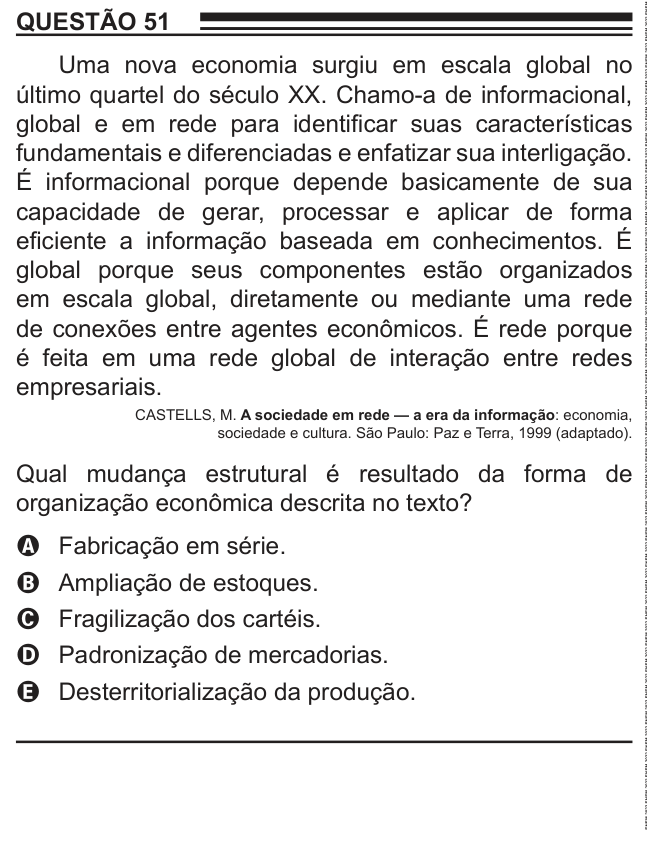 QUESTÃO 51
Uma nova economia surgiu em escala global no
último quartel do século XX. Chamo-a de informacional,
global e em rede para identificar suas características
fundamentais e diferenciadas e enfatizar sua interligação.
É informacional porque depende basicamente de sua
capacidade de gerar, processar e aplicar de forma
eficiente a informação baseada em conhecimentos. É
global porque seus componentes estão organizados
em escala global, diretamente ou mediante uma rede
de conexões entre agentes econômicos. É rede porque
é feita em uma rede global de interação entre redes
empresariais.
CASTELLS, M. A sociedade em rede — a era da informação: economia,
sociedade e cultura. São Paulo: Paz e Terra, 1999 (adaptado).
Qual mudança estrutural é resultado da forma de
organização econômica descrita no texto?
A Fabricação em série.
B Ampliação de estoques.
C Fragilização dos cartéis.
D Padronização de mercadorias.
E Desterritorialização da produção.